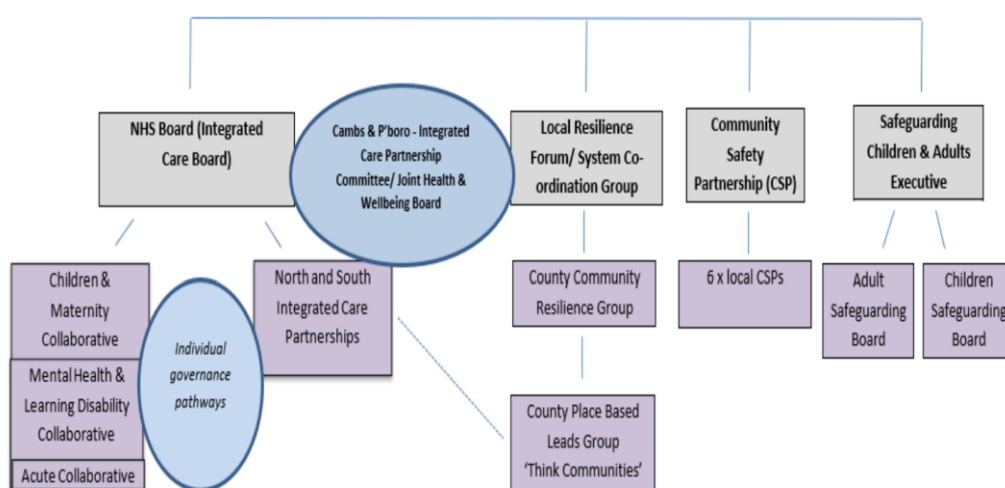 NHS Board (Integrated
Care Board)
Cambs & P'boro - Integrated
Care Partnership
Committee/ Joint Health &
Wellbeing Board
Local Resilience
Forum/ System Co-
ordination Group
Community
Safety
Partnership (CSP)
Safeguarding
Children & Adults
Executive
Children &
Maternity
Collaborative
Mental Health &
Learning Disability
Collaborative
Acute Collaborative
Individual
governance
pathways
North and South
Integrated Care
Partnerships
County Community
Resilience Group
County Place Based
Leads Group
'Think Communities'
6 x local CSPs
Adult
Safeguarding
Board
Children
Safeguarding
Board